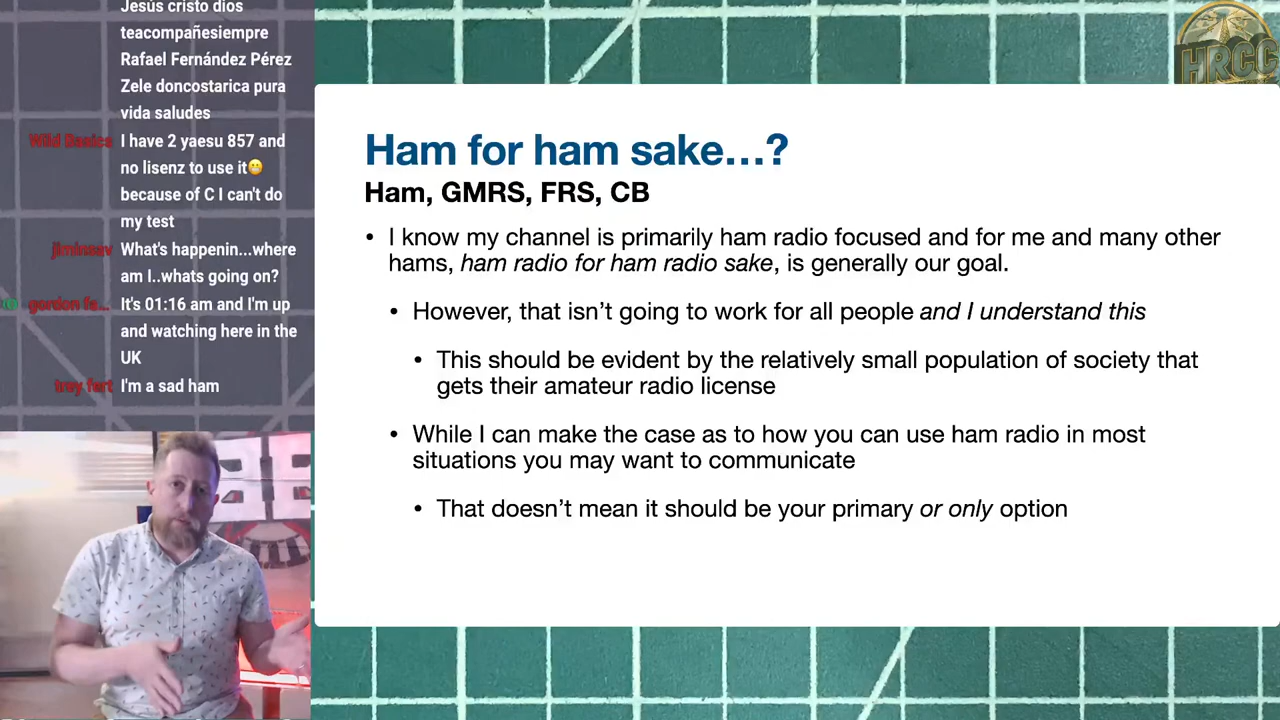 Jesús cristo dios
teacompañesiempre
Rafael Fernández Pérez
Zele doncostarica pura
vida saludes
Wild Basics I have 2 yaesu 857 and
no lisenz to use it😬
because of C I can't do
my test
jiminsav What's happenin...where
am I..whats going on?
gordon fa... It's 01:16 am and I'm up
and watching here in the
UK
trey fort I'm a sad ham
HRCC
Ham for ham sake…?
Ham, GMRS, FRS, CB
• I know my channel is primarily ham radio focused and for me and many other
hams, ham radio for ham radio sake, is generally our goal.
• However, that isn't going to work for all people and I understand this
• This should be evident by the relatively small population of society that
gets their amateur radio license
• While I can make the case as to how you can use ham radio in most
situations you may want to communicate
• That doesn't mean it should be your primary or only option